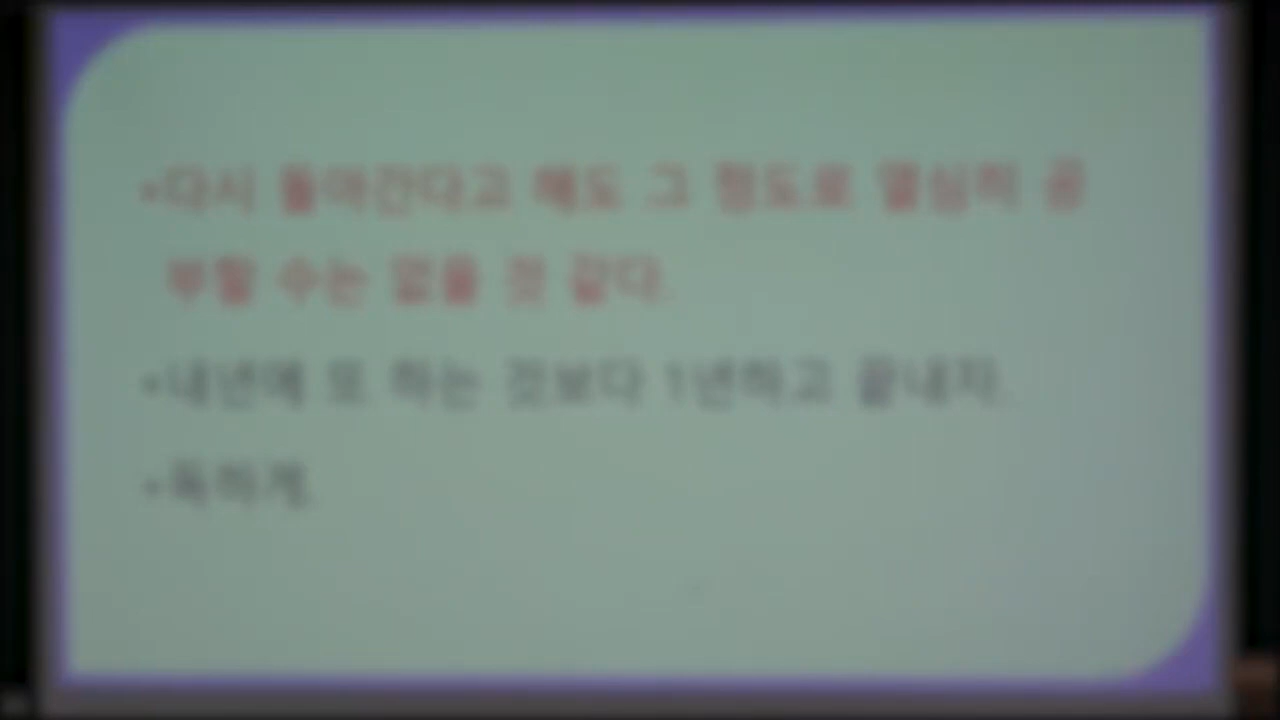 •다시 돌아간다고 해도 그 정도로 열심히 공
부할 수는 없을 것 같다.
•내년에 또 하는 것보다 1년하고 끝내자.
•독하게.